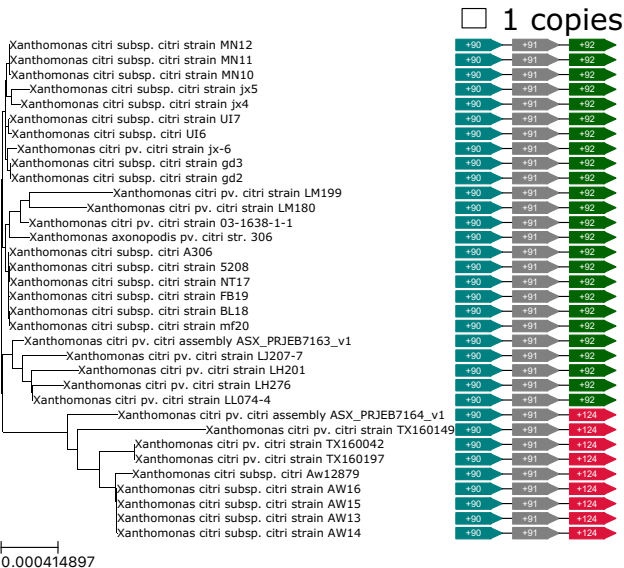 1 copies
Xanthomonas citri subsp. citri strain MN12 +90 +91 +92
Xanthomonas citri subsp. citri strain MN11 +90 +91 +92
Xanthomonas citri subsp. citri strain MN10 +90 +91 +92
Xanthomonas citri subsp. citri strain jx5 +90 +91 +92
Xanthomonas citri subsp. citri strain jx4 +90 +91 +92
Xanthomonas citri subsp. citri strain UI7 +90 +91 +92
Xanthomonas citri subsp. citri UI6 +90 +91 +92
Xanthomonas citri pv. citri strain jx-6 +90 +91 +92
Xanthomonas citri subsp. citri strain gd3 +90 +91 +92
Xanthomonas citri subsp. citri strain gd2 +90 +91 +92
Xanthomonas citri pv. citri strain LM199 +90 +91 +92
Xanthomonas citri pv. citri strain LM180 +90 +91 +92
Xanthomonas citri pv. citri strain 03-1638-1-1 +90 +91 +92
Xanthomonas axonopodis pv. citri str. 306 +90 +91 +92
Xanthomonas citri subsp. citri A306 +90 +91 +92
Xanthomonas citri subsp. citri strain 5208 +90 +91 +92
Xanthomonas citri subsp. citri strain NT17 +90 +91 +92
Xanthomonas citri subsp. citri strain FB19 +90 +91 +92
Xanthomonas citri subsp. citri strain BL18 +90 +91 +92
Xanthomonas citri subsp. citri strain mf20 +90 +91 +92
Xanthomonas citri pv. citri assembly ASX_PRJEB7163_v1 +90 +91 +92
Xanthomonas citri pv. citri strain LJ207-7 +90 +91 +92
Xanthomonas citri pv. citri strain LH201 +90 +91 +92
Xanthomonas citri pv. citri strain LH276 +90 +91 +92
Xanthomonas citri pv. citri strain LL074-4 +90 +91 +92
Xanthomonas citri pv. citri assembly ASX_PRJEB7164_v1 +90 +91 +124
Xanthomonas citri pv. citri strain TX160149 +90 +91 +124
Xanthomonas citri pv. citri strain TX160042 +90 +91 +124
Xanthomonas citri pv. citri strain TX160197 +90 +91 +124
Xanthomonas citri subsp. citri Aw12879 +90 +91 +124
Xanthomonas citri subsp. citri strain AW16 +90 +91 +124
Xanthomonas citri subsp. citri strain AW15 +90 +91 +124
Xanthomonas citri subsp. citri strain AW13 +90 +91 +124
Xanthomonas citri subsp. citri strain AW14 +90 +91 +124
0.000414897